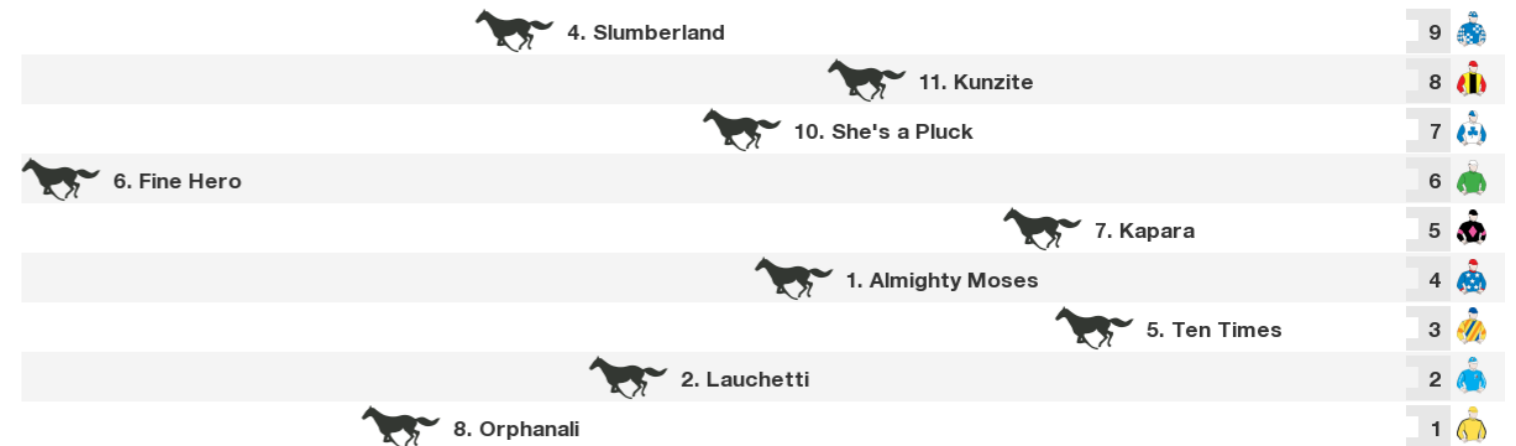 4. Slumberland 9
11. Kunzite 8
10. She's a Pluck 7
6. Fine Hero 6
7. Kapara 5
1. Almighty Moses 4
5. Ten Times 3
2. Lauchetti 2
8. Orphanali 1